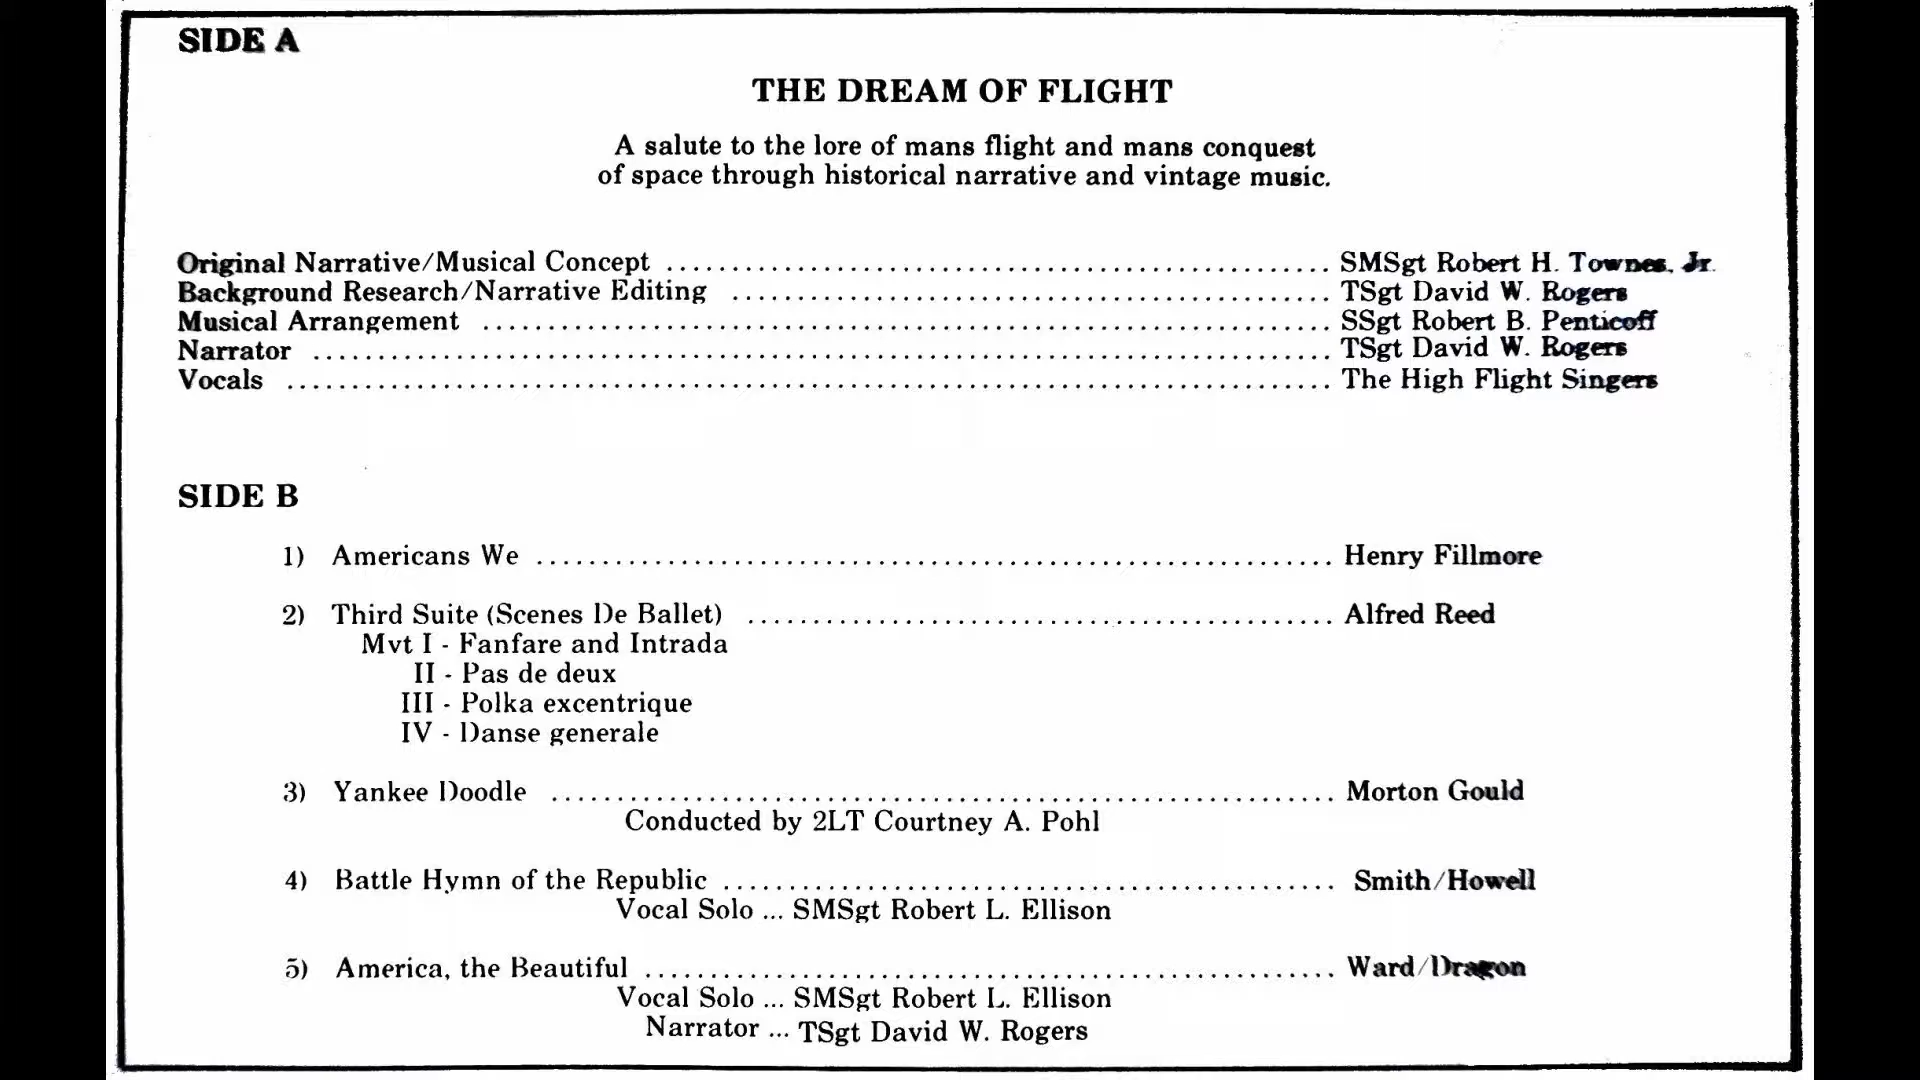 SIDE A
THE DREAM OF FLIGHT
A salute to the lore of mans flight and mans conquest
of space through historical narrative and vintage music.
Original Narrative/Musical Concept .................................................. SMSgt Robert H. Townes, Jr.
Background Research/Narrative Editing .............................................. TSgt David W. Rogers
Musical Arrangement ................................................................. SSgt Robert B. Penticoff
Narrator .............................................................................. TSgt David W. Rogers
Vocals ................................................................................ The High Flight Singers
SIDE B
1) Americans We ............................................................. Henry Fillmore
2) Third Suite (Scenes De Ballet) ............................................. Alfred Reed
Mvt I - Fanfare and Intrada
II - Pas de deux
III - Polka excentrique
IV - Danse generale
3) Yankee Doodle ............................................................ Morton Gould
Conducted by 2LT Courtney A. Pohl
4) Battle Hymn of the Republic ............................................... Smith/Howell
Vocal Solo ... SMSgt Robert L. Ellison
5) America, the Beautiful ..................................................... Ward/Dragon
Vocal Solo ... SMSgt Robert L. Ellison
Narrator ... TSgt David W. Rogers